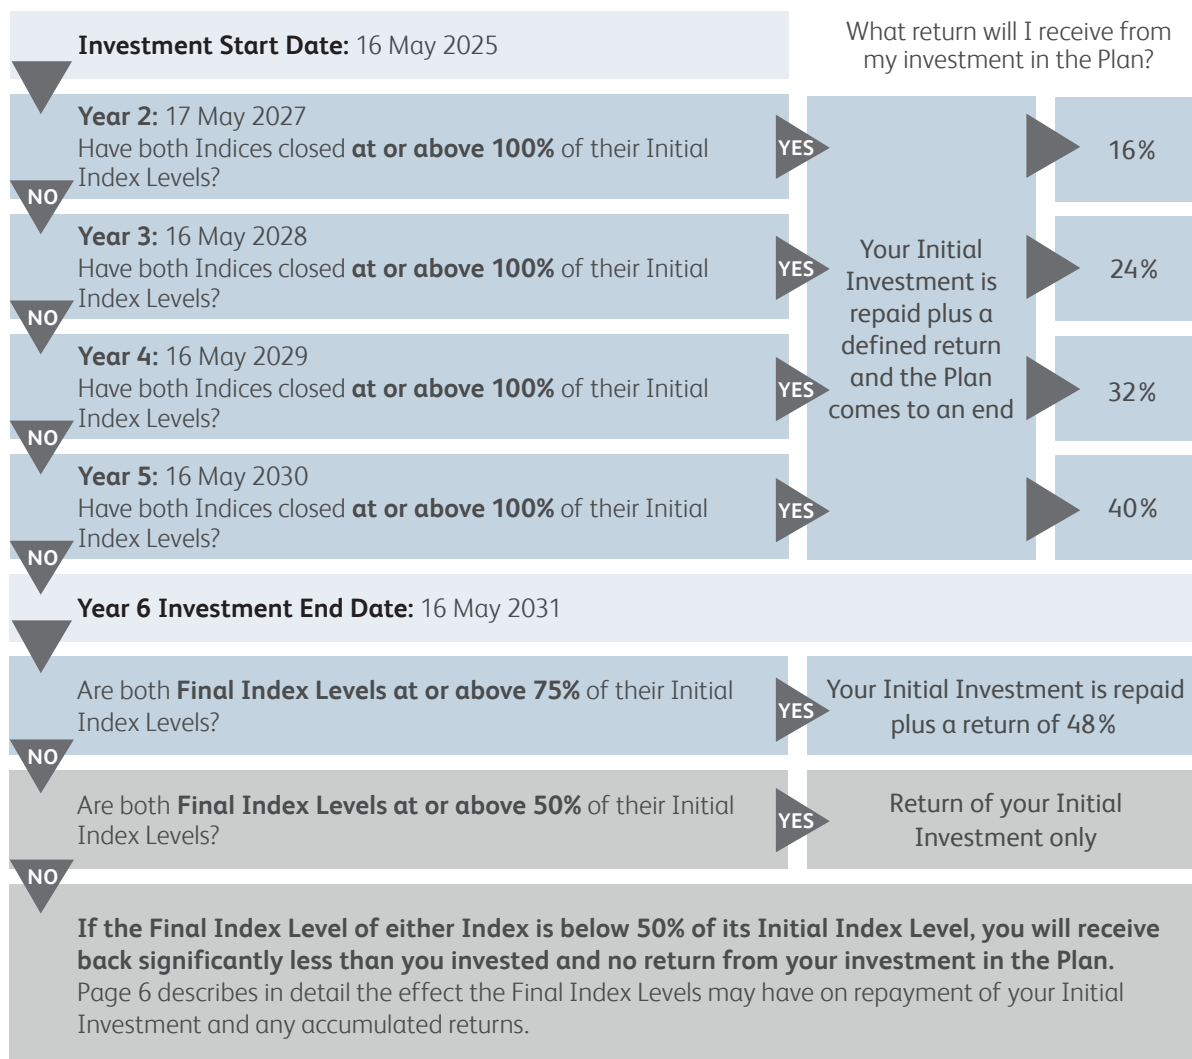 Investment Start Date: 16 May 2025
What return will I receive from
my investment in the Plan?
Year 2: 17 May 2027
Have both Indices closed at or above 100% of their Initial
Index Levels?
YES
16%
NO
Year 3: 16 May 2028
Have both Indices closed at or above 100% of their Initial
Index Levels?
YES
24%
NO
Year 4: 16 May 2029
Have both Indices closed at or above 100% of their Initial
Index Levels?
YES
32%
NO
Year 5: 16 May 2030
Have both Indices closed at or above 100% of their Initial
Index Levels?
YES
40%
NO
Your Initial
Investment is
repaid plus a
defined return
and the Plan
comes to an end
Year 6 Investment End Date: 16 May 2031
Are both Final Index Levels at or above 75% of their Initial
Index Levels?
YES
Your Initial Investment is repaid
plus a return of 48%
NO
Are both Final Index Levels at or above 50% of their Initial
Index Levels?
YES
Return of your Initial
Investment only
NO
If the Final Index Level of either Index is below 50% of its Initial Index Level, you will receive
back significantly less than you invested and no return from your investment in the Plan.
Page 6 describes in detail the effect the Final Index Levels may have on repayment of your Initial
Investment and any accumulated returns.